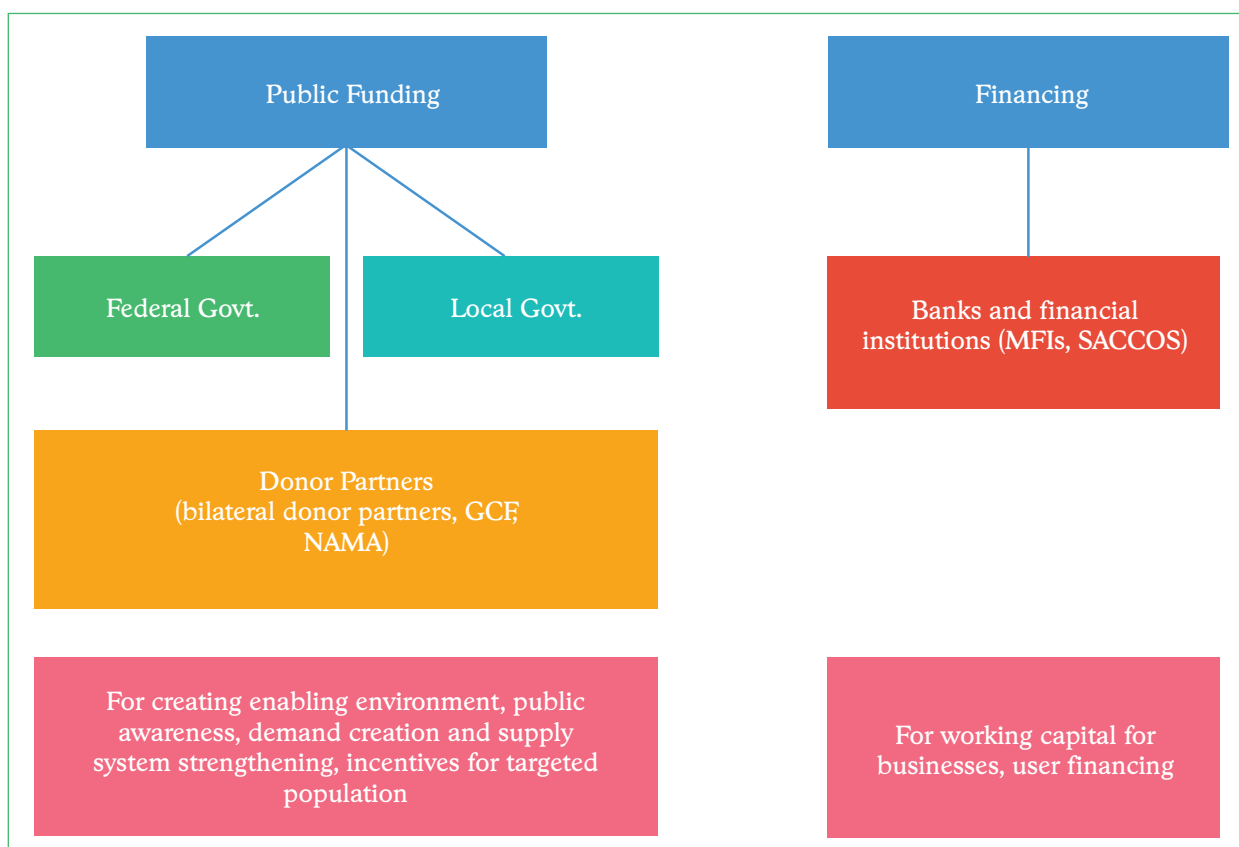 Public Funding
Financing
Federal Govt.
Local Govt.
Banks and financial
institutions (MFIs, SACCOS)
Donor Partners
(bilateral donor partners, GCF,
NAMA)
For creating enabling environment, public
awareness, demand creation and supply
system strengthening, incentives for targeted
population
For working capital for
businesses, user financing